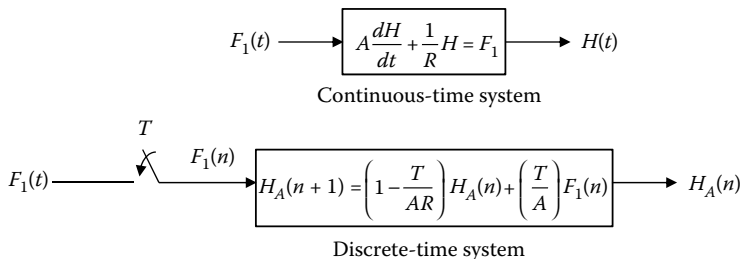 F₁(t) A dH/dt + 1/R H = F₁ H(t)
Continuous-time system
T
F₁(t) F₁(n) H_A(n + 1) = (1 − T/AR) H_A(n) + (T/A) F₁(n) H_A(n)
Discrete-time system